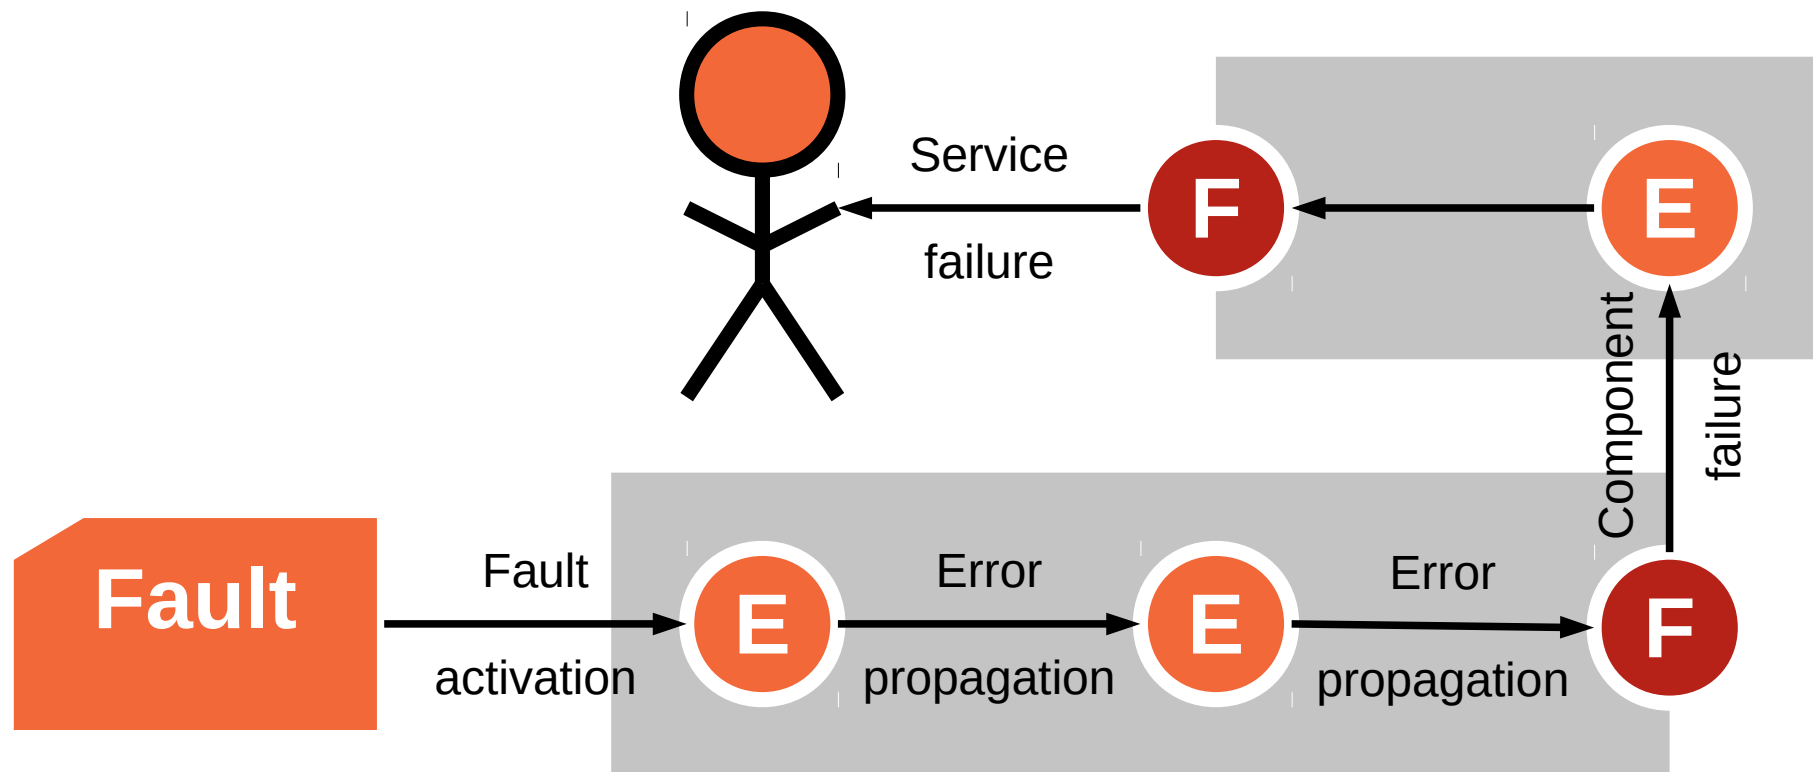 Service
failure
F
E
Component
failure
Fault
Fault
activation
E
Error
propagation
E
Error
propagation
F